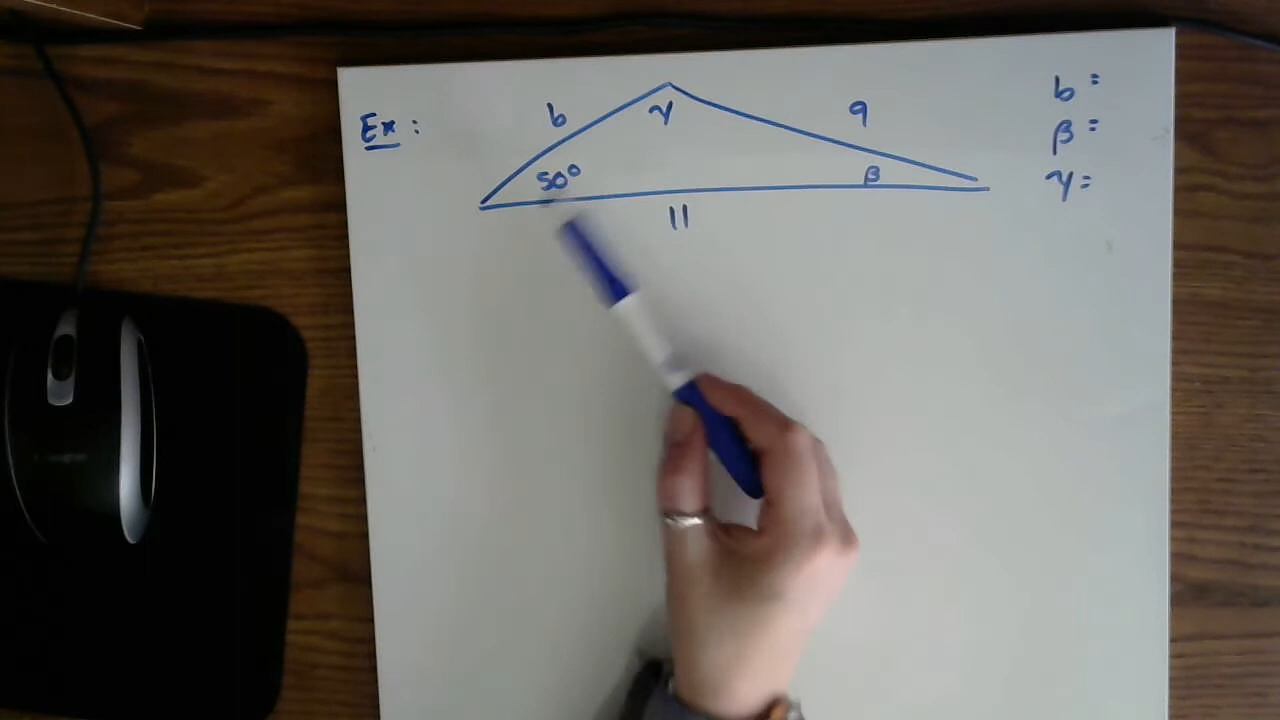 Ex:
b
γ
9
50°
β
11
b =
β =
γ =